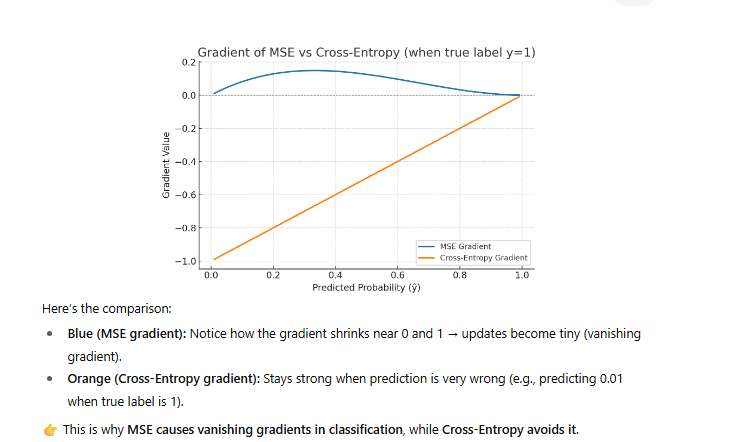 Gradient of MSE vs Cross-Entropy (when true label y=1)
0.2
0.0
−0.2
−0.4
−0.6
−0.8
−1.0
Gradient Value
MSE Gradient
Cross-Entropy Gradient
0.0 0.2 0.4 0.6 0.8 1.0
Predicted Probability (ŷ)
Here's the comparison:
• Blue (MSE gradient): Notice how the gradient shrinks near 0 and 1 → updates become tiny (vanishing
gradient).
• Orange (Cross-Entropy gradient): Stays strong when prediction is very wrong (e.g., predicting 0.01
when true label is 1).
👉 This is why MSE causes vanishing gradients in classification, while Cross-Entropy avoids it.